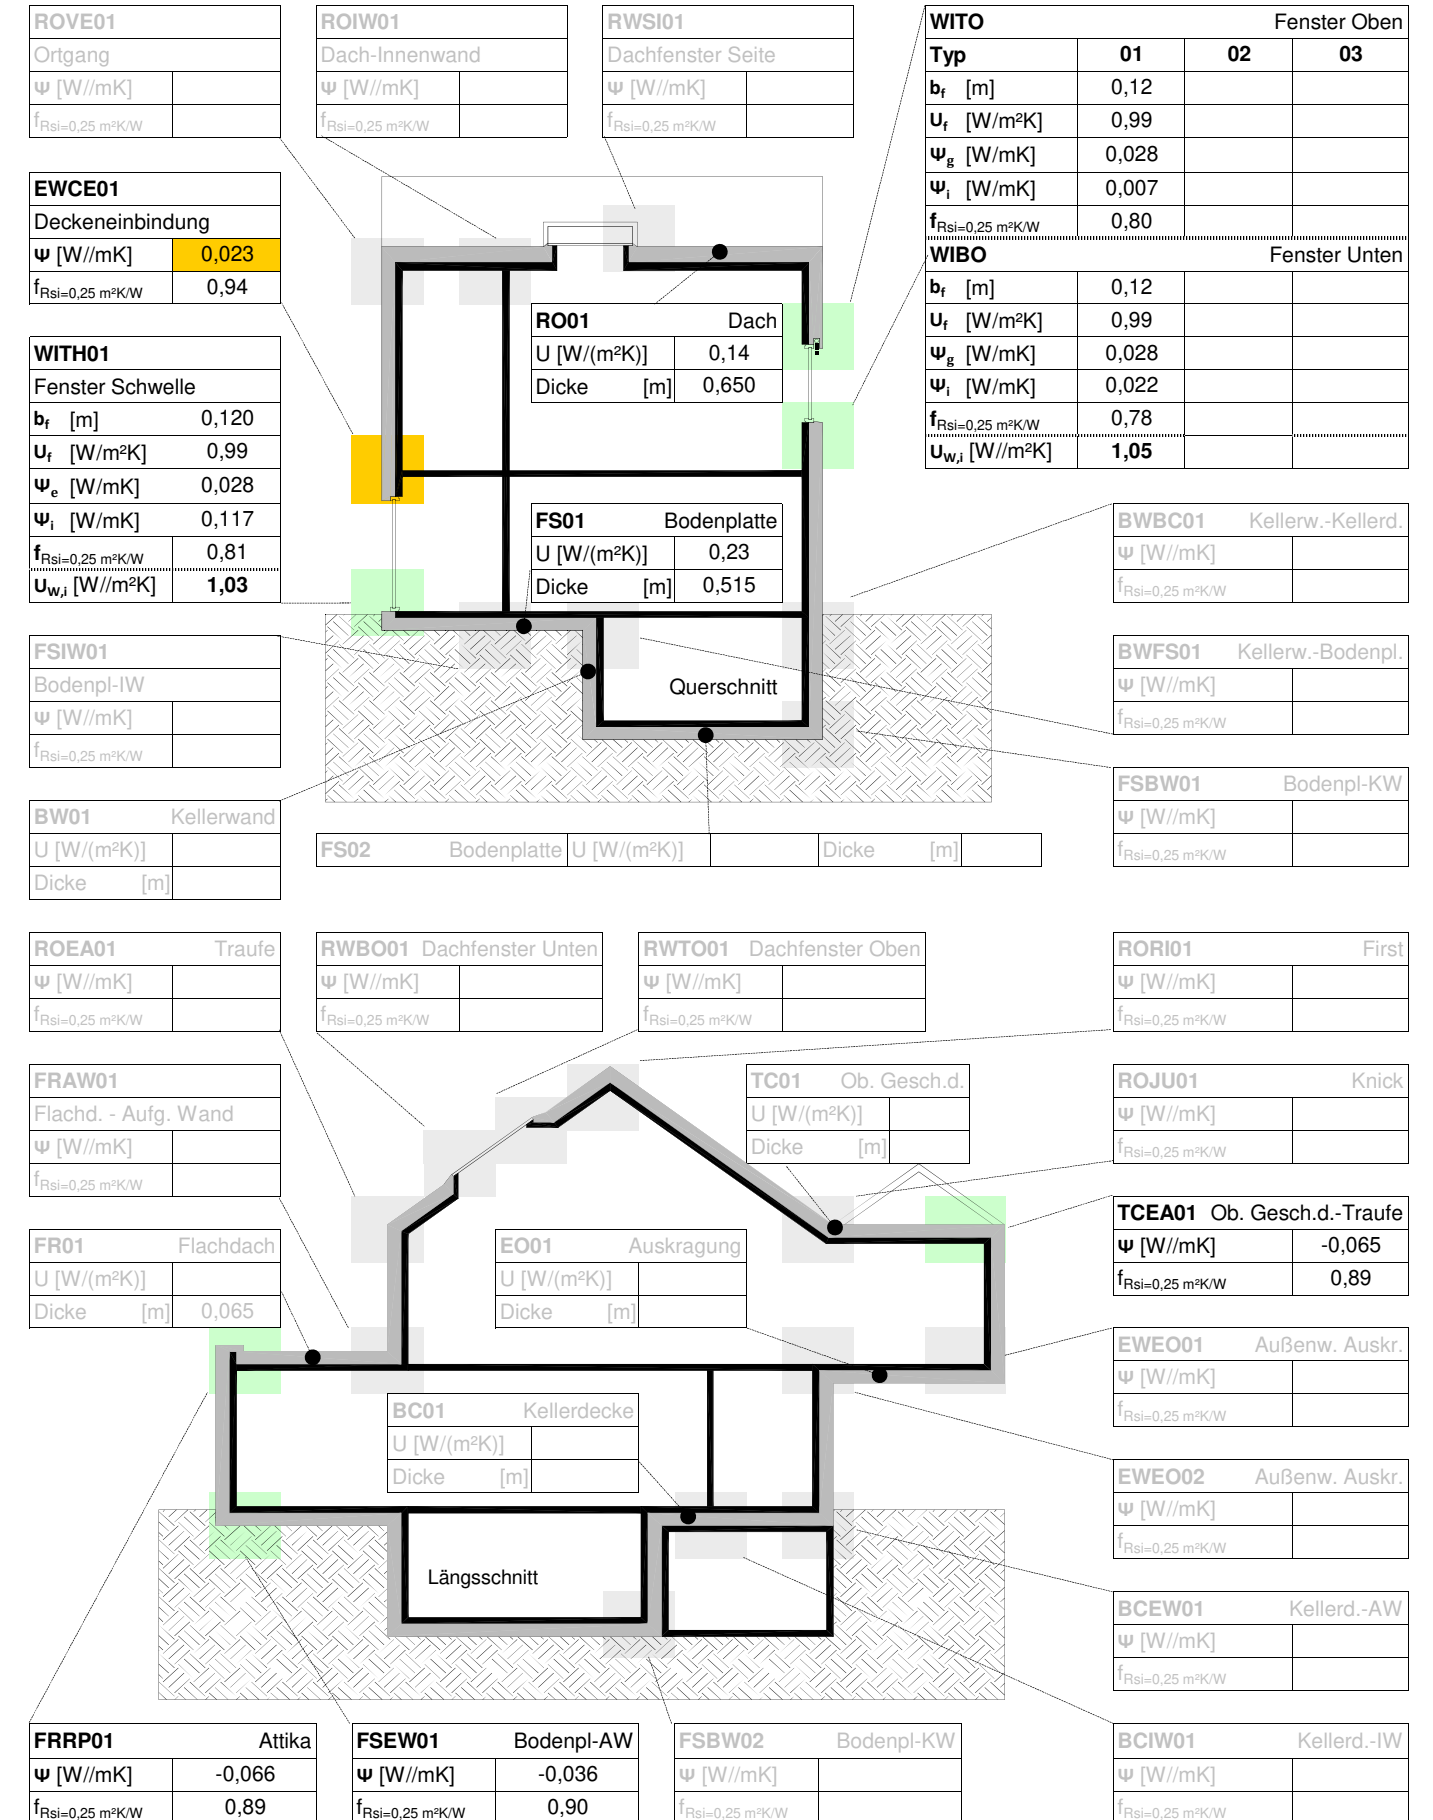 ROVE01
Ortgang
Ψ [W//mK]
fRsi=0,25 m²K/W
ROIW01
Dach-Innenwand
Ψ [W//mK]
fRsi=0,25 m²K/W
RWSI01
Dachfenster Seite
Ψ [W//mK]
fRsi=0,25 m²K/W
WITO Fenster Oben
Typ 01 02 03
bf [m] 0,12
Uf [W/m²K] 0,99
Ψg [W/mK] 0,028
Ψi [W/mK] 0,007
fRsi=0,25 m²K/W 0,80
WIBO Fenster Unten
bf [m] 0,12
Uf [W/m²K] 0,99
Ψg [W/mK] 0,028
Ψi [W/mK] 0,022
fRsi=0,25 m²K/W 0,78
UW,i [W//m²K] 1,05
EWCE01
Deckeneinbindung
Ψ [W//mK] 0,023
fRsi=0,25 m²K/W 0,94
WITH01
Fenster Schwelle
bf [m] 0,120
Uf [W/m²K] 0,99
Ψe [W/mK] 0,028
Ψi [W/mK] 0,117
fRsi=0,25 m²K/W 0,81
UW,i [W//m²K] 1,03
RO01 Dach
U [W/(m²K)] 0,14
Dicke [m] 0,650
FS01 Bodenplatte
U [W/(m²K)] 0,23
Dicke [m] 0,515
BWBC01 Kellerw.-Kellerd.
Ψ [W//mK]
fRsi=0,25 m²K/W
FSIW01
Bodenpl-IW
Ψ [W//mK]
fRsi=0,25 m²K/W
Querschnitt
BWFS01 Kellerw.-Bodenpl.
Ψ [W//mK]
fRsi=0,25 m²K/W
FSBW01 Bodenpl-KW
Ψ [W//mK]
fRsi=0,25 m²K/W
BW01 Kellerwand
U [W/(m²K)]
Dicke [m]
FS02 Bodenplatte U [W/(m²K)] Dicke [m]
ROEA01 Traufe
Ψ [W//mK]
fRsi=0,25 m²K/W
RWBO01 Dachfenster Unten
Ψ [W//mK]
fRsi=0,25 m²K/W
RWTO01 Dachfenster Oben
Ψ [W//mK]
fRsi=0,25 m²K/W
RORI01 First
Ψ [W//mK]
fRsi=0,25 m²K/W
FRAW01
Flachd. - Aufg. Wand
Ψ [W//mK]
fRsi=0,25 m²K/W
TC01 Ob. Gesch.d.
U [W/(m²K)]
Dicke [m]
ROJU01 Knick
Ψ [W//mK]
fRsi=0,25 m²K/W
TCEA01 Ob. Gesch.d.-Traufe
Ψ [W//mK] -0,065
fRsi=0,25 m²K/W 0,89
FR01 Flachdach
U [W/(m²K)]
Dicke [m] 0,065
EO01 Auskragung
U [W/(m²K)]
Dicke [m]
EWEO01 Außenw. Auskr.
Ψ [W//mK]
fRsi=0,25 m²K/W
BC01 Kellerdecke
U [W/(m²K)]
Dicke [m]
EWEO02 Außenw. Auskr.
Ψ [W//mK]
fRsi=0,25 m²K/W
Längsschnitt
BCEW01 Kellerd.-AW
Ψ [W//mK]
fRsi=0,25 m²K/W
FRRP01 Attika
Ψ [W//mK] -0,066
fRsi=0,25 m²K/W 0,89
FSEW01 Bodenpl-AW
Ψ [W//mK] -0,036
fRsi=0,25 m²K/W 0,90
FSBW02 Bodenpl-KW
Ψ [W//mK]
fRsi=0,25 m²K/W
BCIW01 Kellerd.-IW
Ψ [W//mK]
fRsi=0,25 m²K/W